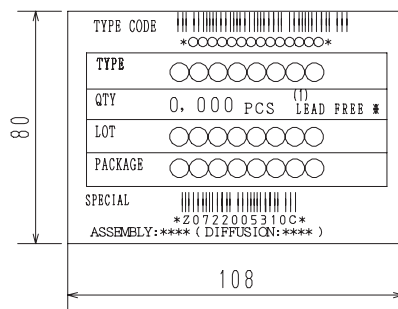 TYPE CODE
*○○○○○○○○○○○○○*
TYPE ○○○○○○○○
QTY 0,000 PCS (1) LEAD FREE *
LOT ○○○○○○○○
PACKAGE ○○○○○○○○
SPECIAL
*Z0722005310C*
ASSEMBLY:****(DIFFUSION:****)
80
108